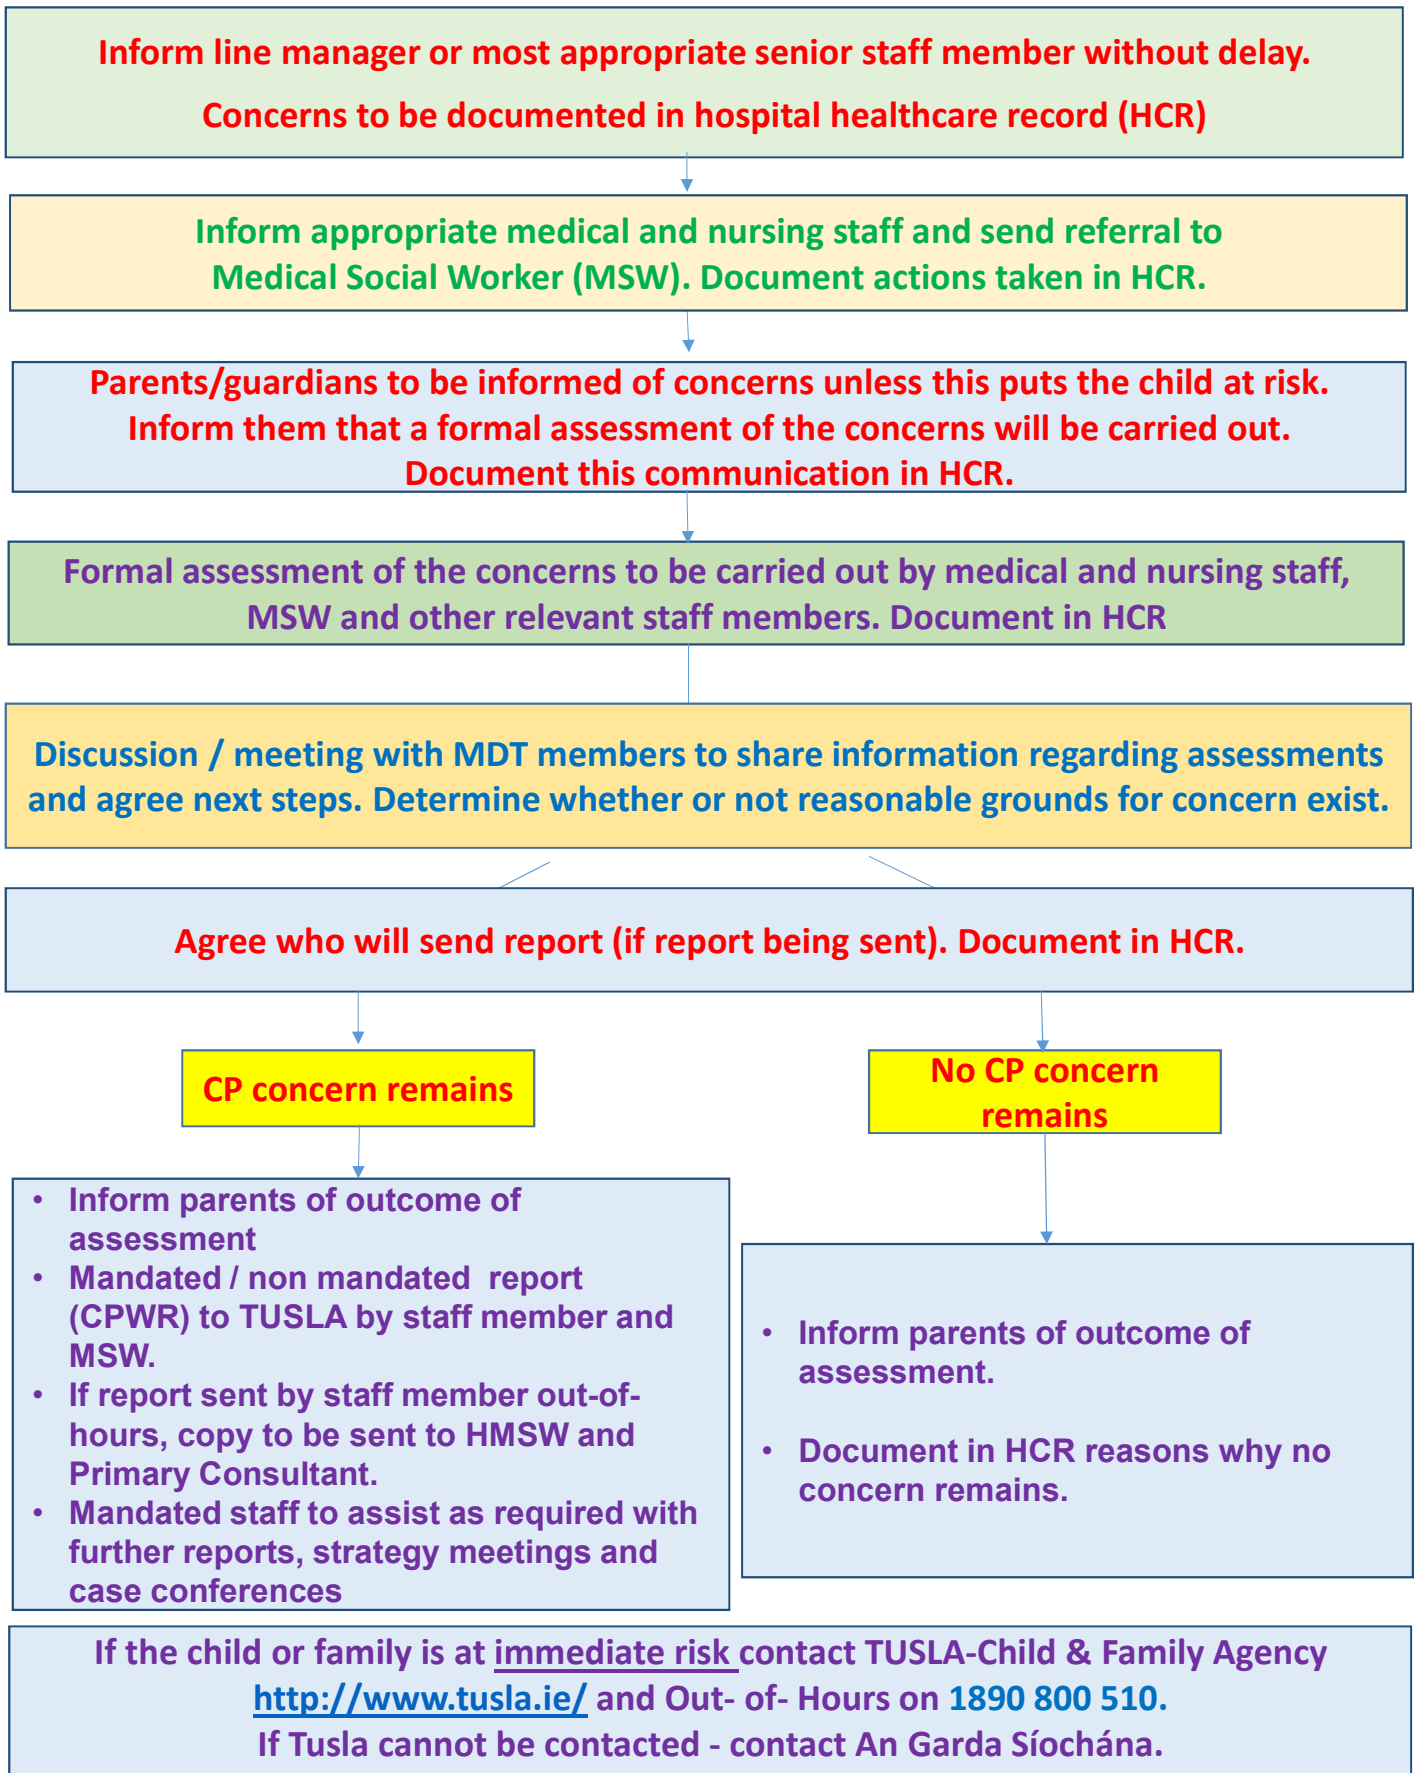 Inform line manager or most appropriate senior staff member without delay.
Concerns to be documented in hospital healthcare record (HCR)
Inform appropriate medical and nursing staff and send referral to
Medical Social Worker (MSW). Document actions taken in HCR.
Parents/guardians to be informed of concerns unless this puts the child at risk.
Inform them that a formal assessment of the concerns will be carried out.
Document this communication in HCR.
Formal assessment of the concerns to be carried out by medical and nursing staff,
MSW and other relevant staff members. Document in HCR
Discussion / meeting with MDT members to share information regarding assessments
and agree next steps. Determine whether or not reasonable grounds for concern exist.
Agree who will send report (if report being sent). Document in HCR.
CP concern remains
• Inform parents of outcome of
assessment
• Mandated / non mandated report
(CPWR) to TUSLA by staff member and
MSW.
• If report sent by staff member out-of-
hours, copy to be sent to HMSW and
Primary Consultant.
• Mandated staff to assist as required with
further reports, strategy meetings and
case conferences
No CP concern
remains
• Inform parents of outcome of
assessment.
• Document in HCR reasons why no
concern remains.
If the child or family is at immediate risk contact TUSLA-Child & Family Agency
http://www.tusla.ie/ and Out- of- Hours on 1890 800 510.
If Tusla cannot be contacted - contact An Garda Síochána.